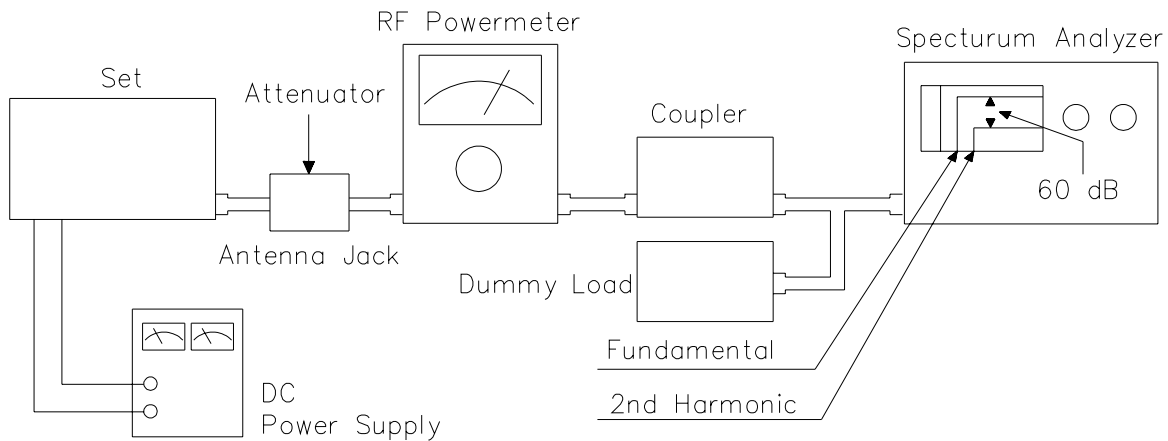 RF Powermeter
Specturum Analyzer
Set
Attenuator
Coupler
60 dB
Antenna Jack
Dummy Load
Fundamental
2nd Harmonic
DC
Power Supply